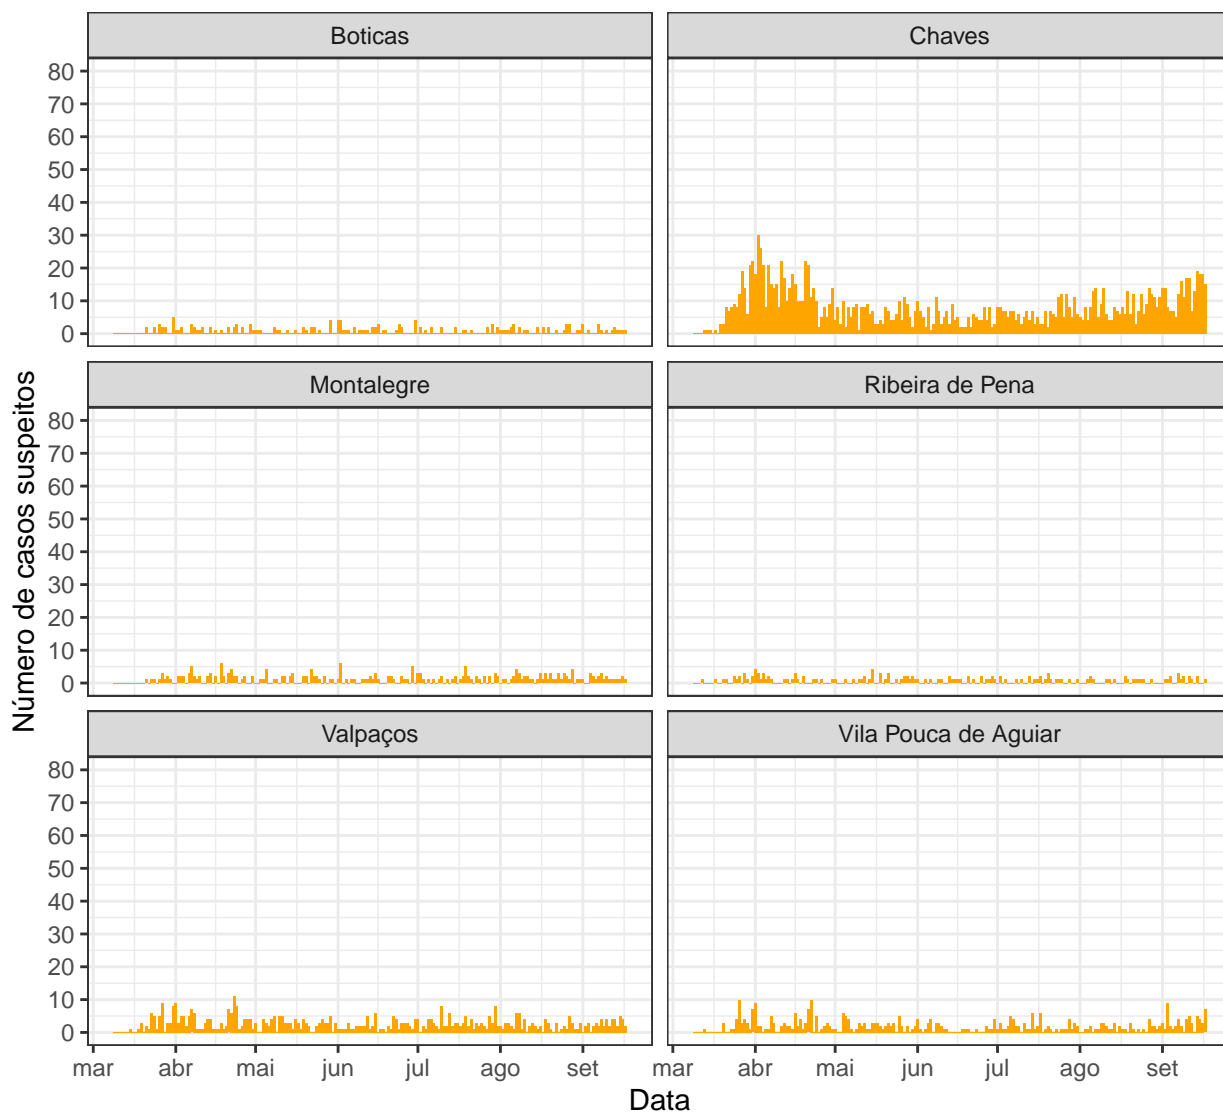 Boticas
Chaves
80
70
60
50
40
30
20
10
0
Montalegre
Ribeira de Pena
80
70
60
50
40
30
20
10
0
Valpaços
Vila Pouca de Aguiar
80
70
60
50
40
30
20
10
0
Número de casos suspeitos
mar abr mai jun jul ago set
mar abr mai jun jul ago set
Data